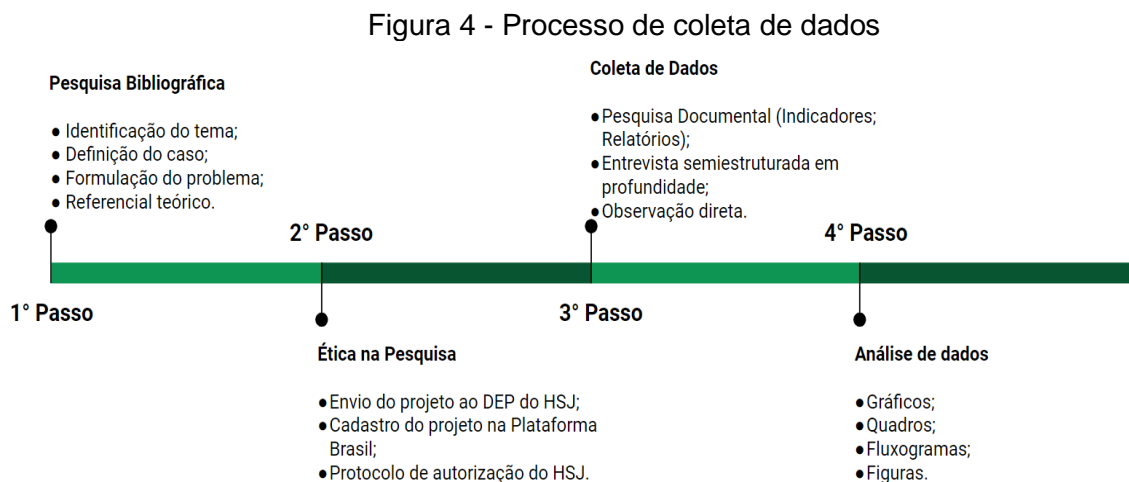 Figura 4 - Processo de coleta de dados
Pesquisa Bibliográfica
● Identificação do tema;
● Definição do caso;
● Formulação do problema;
● Referencial teórico.
1° Passo
2° Passo
Ética na Pesquisa
● Envio do projeto ao DEP do HSJ;
● Cadastro do projeto na Plataforma
Brasil;
● Protocolo de autorização do HSJ.
Coleta de Dados
● Pesquisa Documental (Indicadores;
Relatórios);
● Entrevista semiestruturada em
profundidade;
● Observação direta.
3° Passo
4° Passo
Análise de dados
● Gráficos;
● Quadros;
● Fluxogramas;
● Figuras.